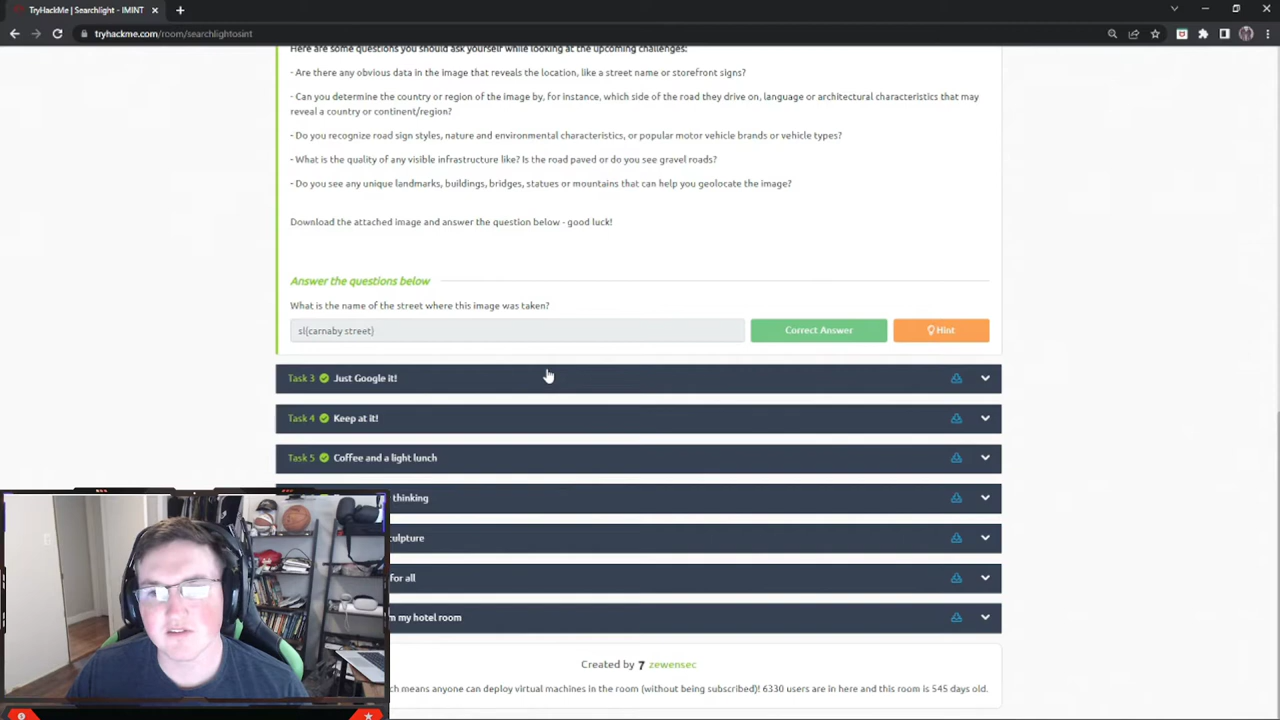 TryHackMe | Searchlight - IMINT
tryhackme.com/room/searchlightosint
Here are some questions you should ask yourself while looking at the upcoming challenges:
- Are there any obvious data in the image that reveals the location, like a street name or storefront signs?
- Can you determine the country or region of the image by, for instance, which side of the road they drive on, language or architectural characteristics that may
reveal a country or continent/region?
- Do you recognize road sign styles, nature and environmental characteristics, or popular motor vehicle brands or vehicle types?
- What is the quality of any visible infrastructure like? Is the road paved or do you see gravel roads?
- Do you see any unique landmarks, buildings, bridges, statues or mountains that can help you geolocate the image?
Download the attached image and answer the question below - good luck!
Answer the questions below
What is the name of the street where this image was taken?
sl{carnaby street} Correct Answer Hint
Task 3 Just Google it!
Task 4 Keep at it!
Task 5 Coffee and a light lunch
thinking
culpture
for all
m my hotel room
Created by 7 zewensec
ch means anyone can deploy virtual machines in the room (without being subscribed)! 6330 users are in here and this room is 545 days old.